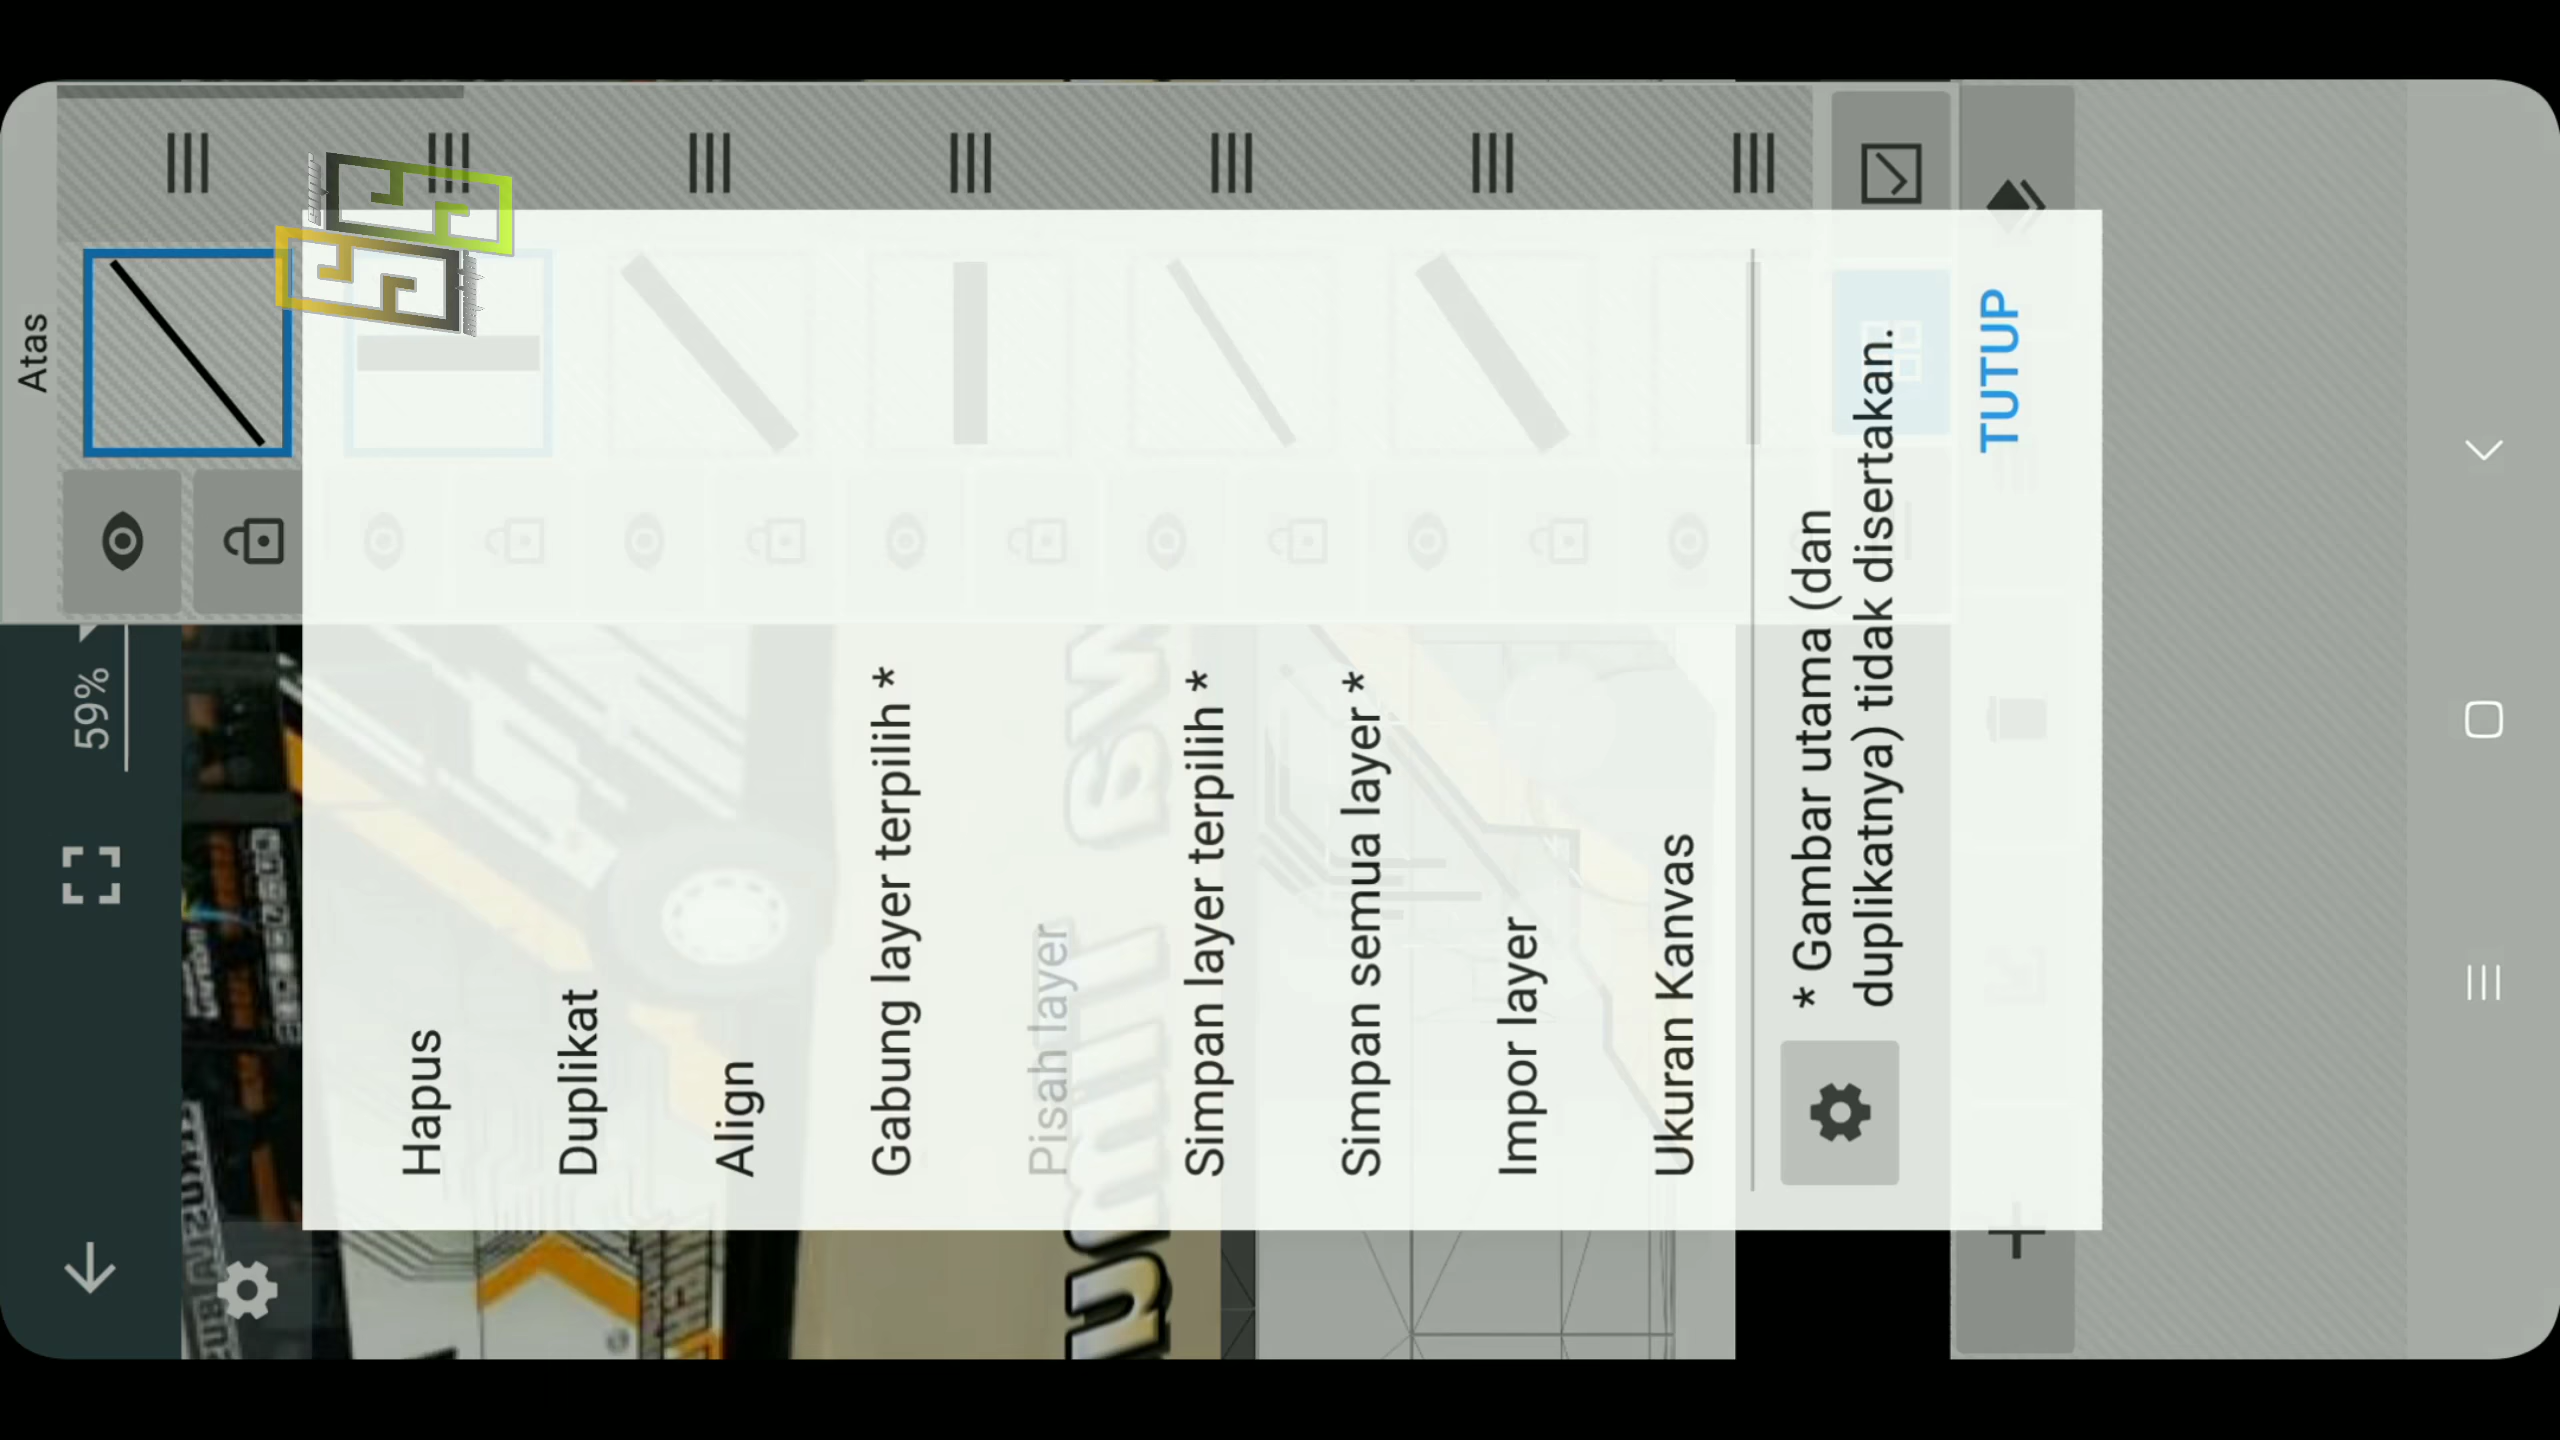 Atas
59%
Hapus
Duplikat
Align
Gabung layer terpilih *
Pisah layer
Simpan layer terpilih *
Simpan semua layer *
Impor layer
Ukuran Kanvas
* Gambar utama (dan
duplikatnya) tidak disertakan.
TUTUP